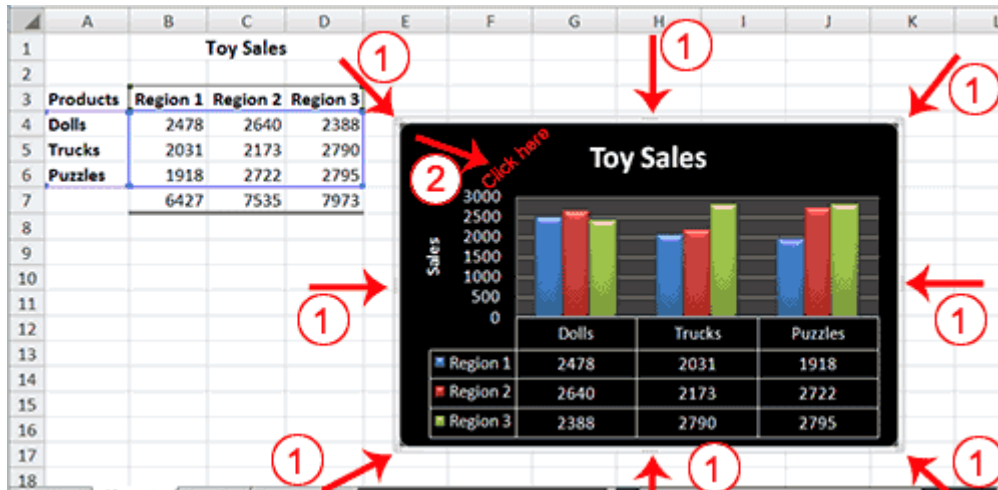 A B C D E F G H I J K L
1 Toy Sales
2
3 Products Region 1 Region 2 Region 3
4 Dolls 2478 2640 2388
5 Trucks 2031 2173 2790
6 Puzzles 1918 2722 2795
7 6427 7535 7973
8
9
10
11
12
13
14
15
16
17
18
1
1
1
2 Click here
Toy Sales
Sales
3000
2500
2000
1500
1000
500
0
Dolls Trucks Puzzles
Region 1 2478 2031 1918
Region 2 2640 2173 2722
Region 3 2388 2790 2795
1
1
1
1
1